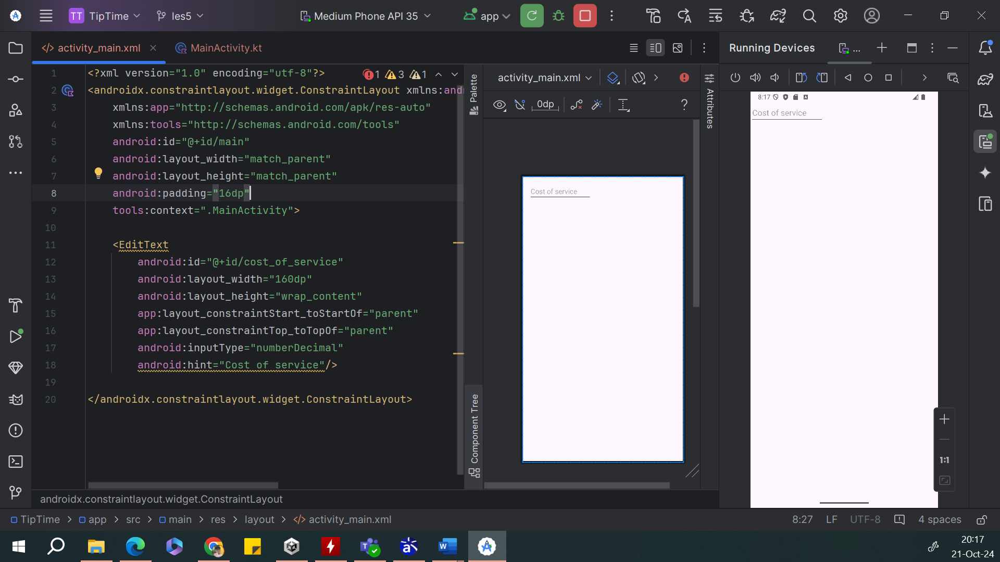 TT TipTime les5 Medium Phone API 35 app
activity_main.xml MainActivity.kt Running Devices ...
1 <?xml version="1.0" encoding="utf-8"?> 1 3 1
2 <androidx.constraintlayout.widget.ConstraintLayout xmlns:andr
3 xmlns:app="http://schemas.android.com/apk/res-auto"
4 xmlns:tools="http://schemas.android.com/tools"
5 android:id="@+id/main"
6 android:layout_width="match_parent"
7 android:layout_height="match_parent"
8 android:padding="16dp"
9 tools:context=".MainActivity">
10
11 <EditText
12 android:id="@+id/cost_of_service"
13 android:layout_width="160dp"
14 android:layout_height="wrap_content"
15 app:layout_constraintStart_toStartOf="parent"
16 app:layout_constraintTop_toTopOf="parent"
17 android:inputType="numberDecimal"
18 android:hint="Cost of service"/>
19
20 </androidx.constraintlayout.widget.ConstraintLayout>
Palette
Component Tree
activity_main.xml
0dp ?
Attributes
Cost of service
8:17
Cost of service
1:1
androidx.constraintlayout.widget.ConstraintLayout
TipTime > app > src > main > res > layout > activity_main.xml 8:27 LF UTF-8 4 spaces
20:17
21-Oct-24